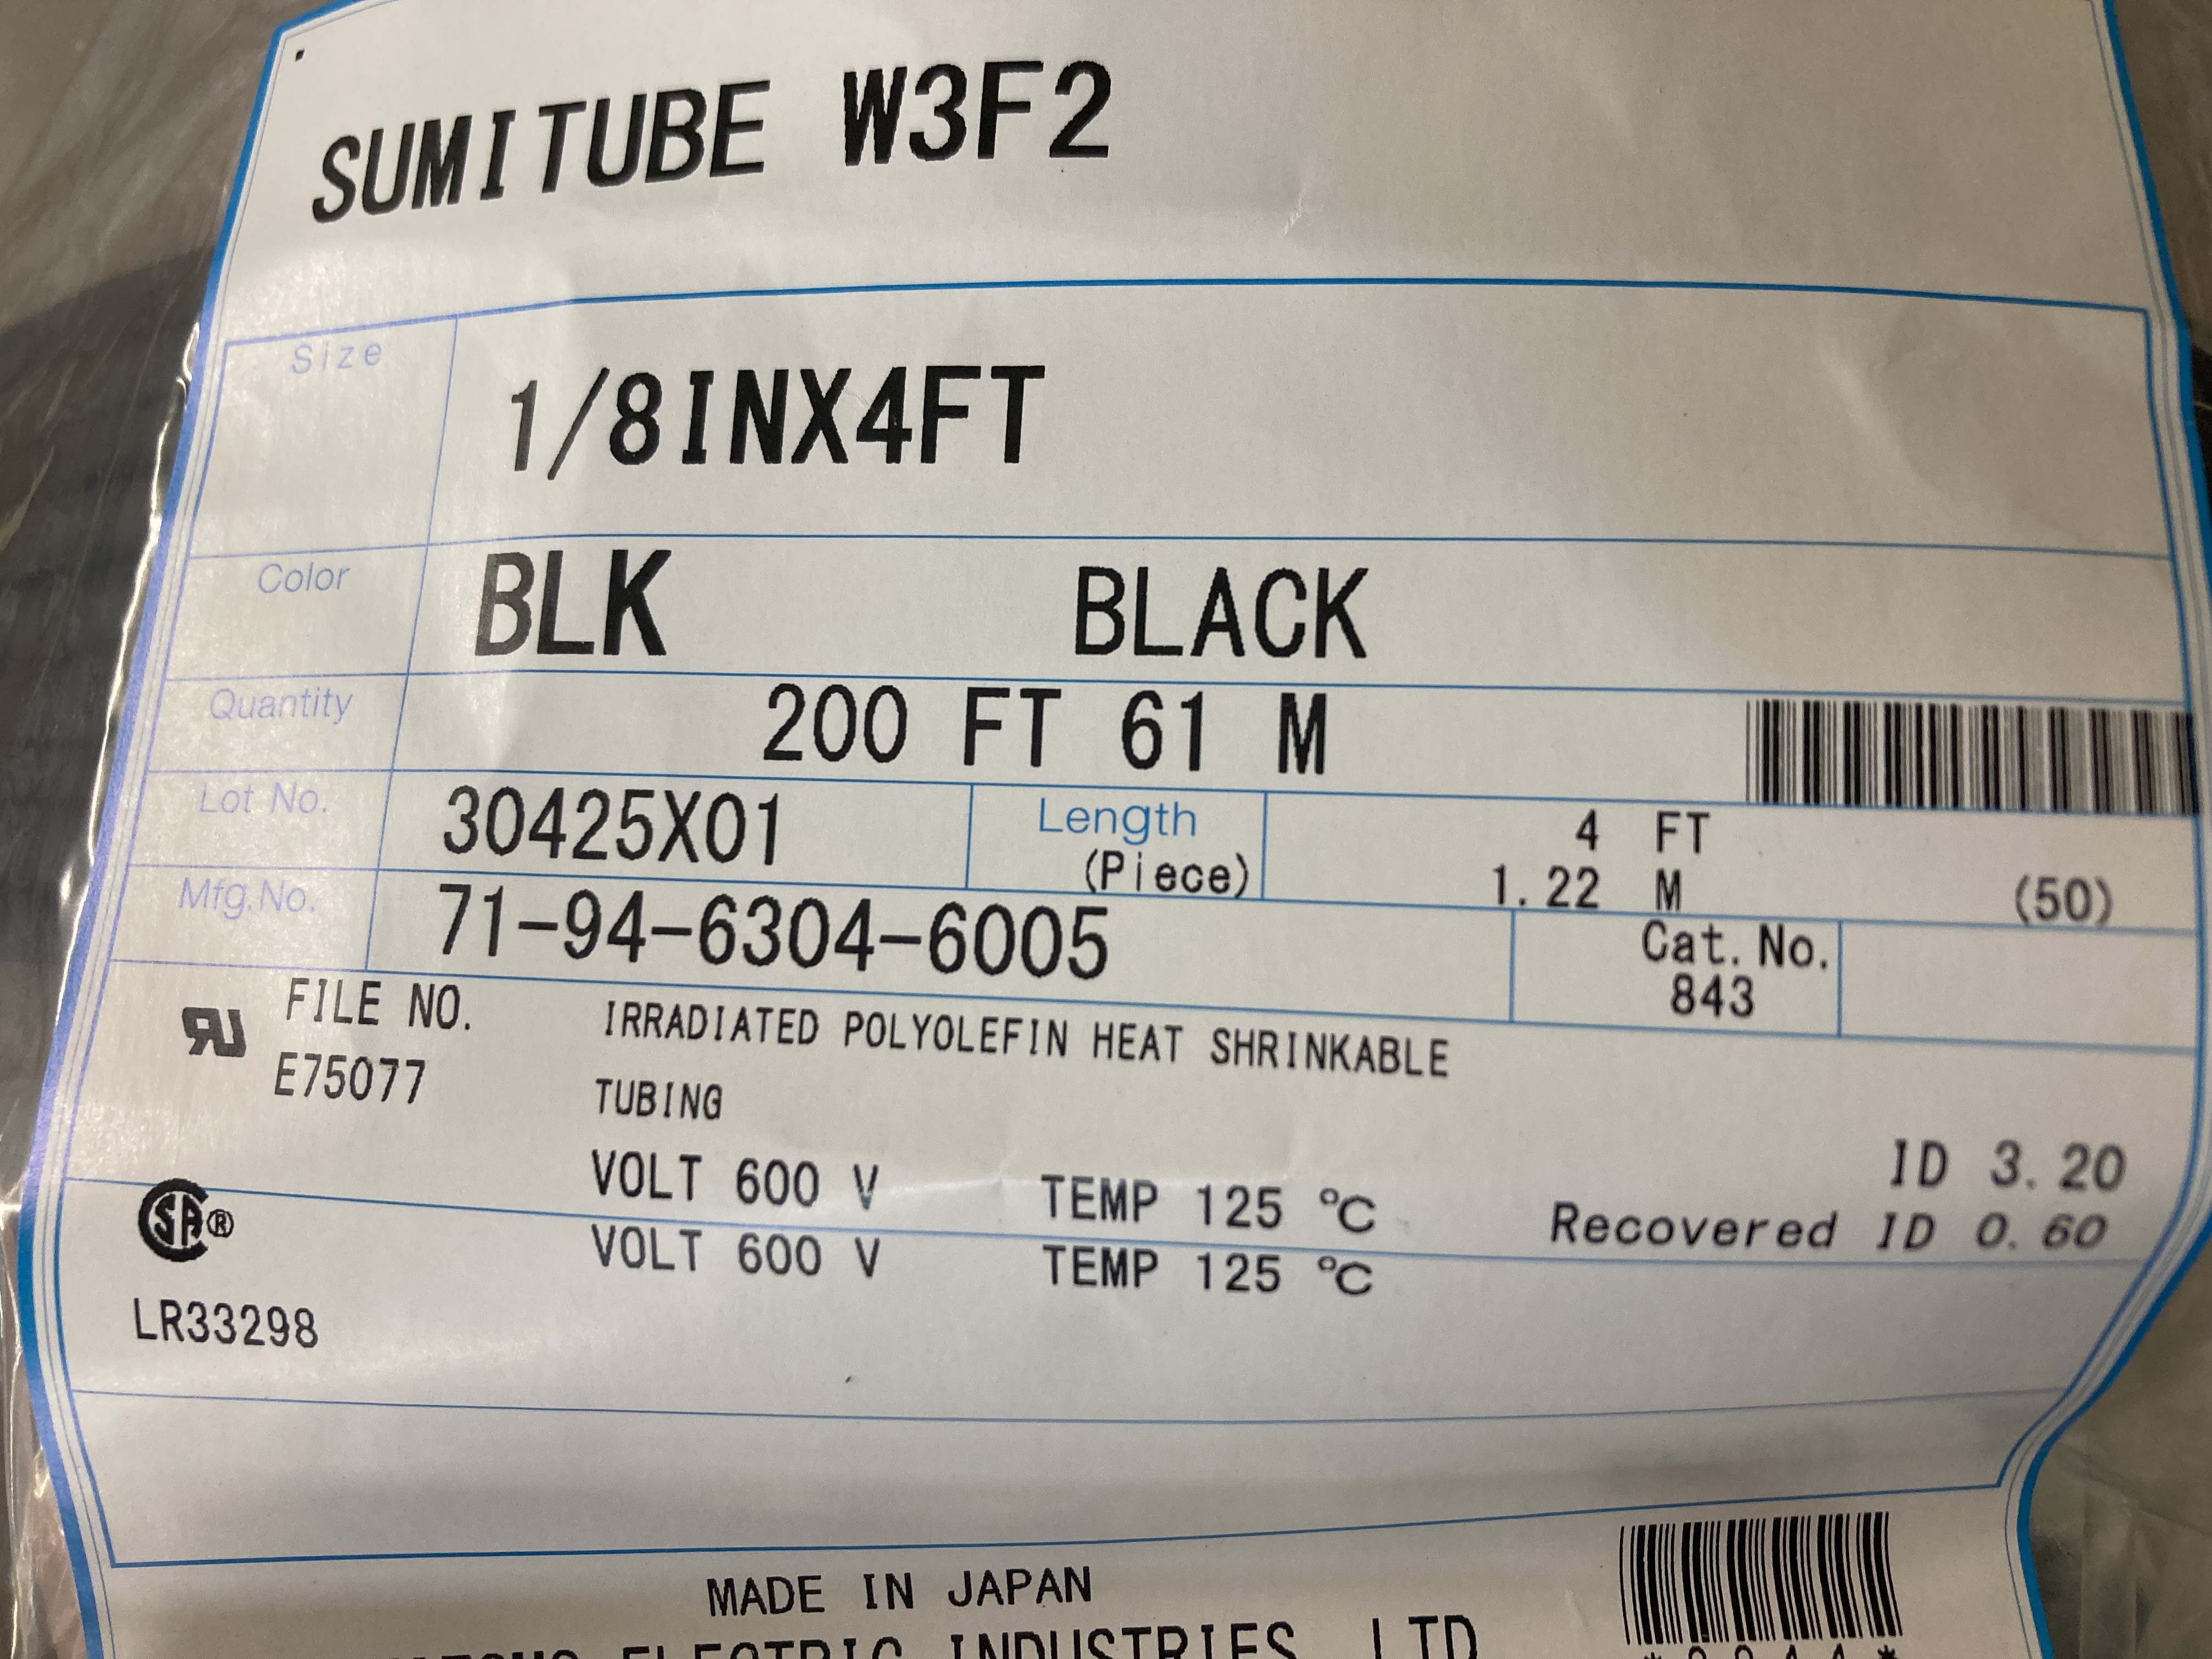 SUMITUBE W3F2
Size 1/8INX4FT
Color BLK BLACK
Quantity 200 FT 61 M
Lot No. 30425X01 Length (Piece) 4 FT
1.22 M (50)
Mfg.No. 71-94-6304-6005 Cat. No. 843
RU FILE NO. E75077
IRRADIATED POLYOLEFIN HEAT SHRINKABLE
TUBING
VOLT 600 V TEMP 125 ℃ ID 3.20
Recovered ID 0.60
SA® VOLT 600 V TEMP 125 ℃
LR33298
MADE IN JAPAN
ELECTRIC INDUSTRIES, LTD